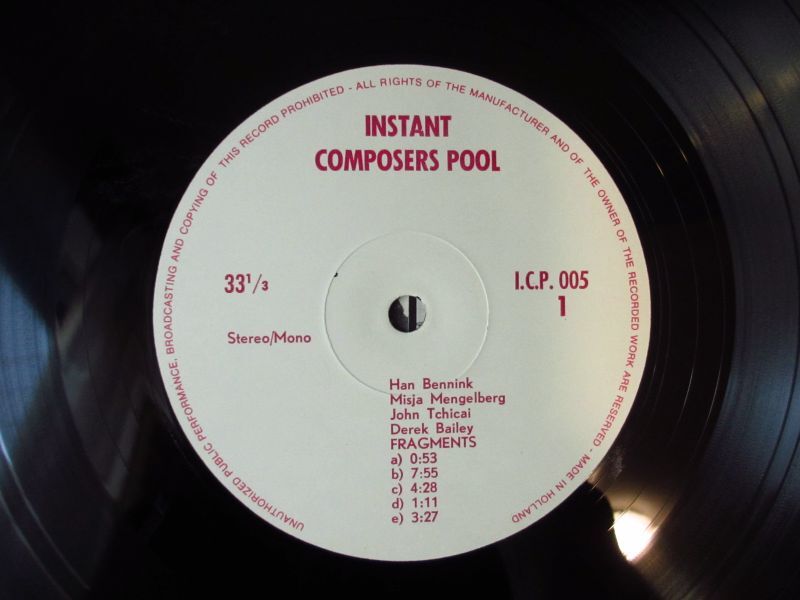 UNAUTHORIZED PUBLIC PERFORMANCE, BROADCASTING AND COPYING OF THIS RECORD PROHIBITED - ALL RIGHTS OF THE MANUFACTURER AND OF THE OWNER OF THE RECORDED WORK ARE RESERVED - MADE IN HOLLAND
INSTANT
COMPOSERS POOL
33¹/₃
I.C.P. 005
1
Stereo/Mono
Han Bennink
Misja Mengelberg
John Tchicai
Derek Bailey
FRAGMENTS
a) 0:53
b) 7:55
c) 4:28
d) 1:11
e) 3:27